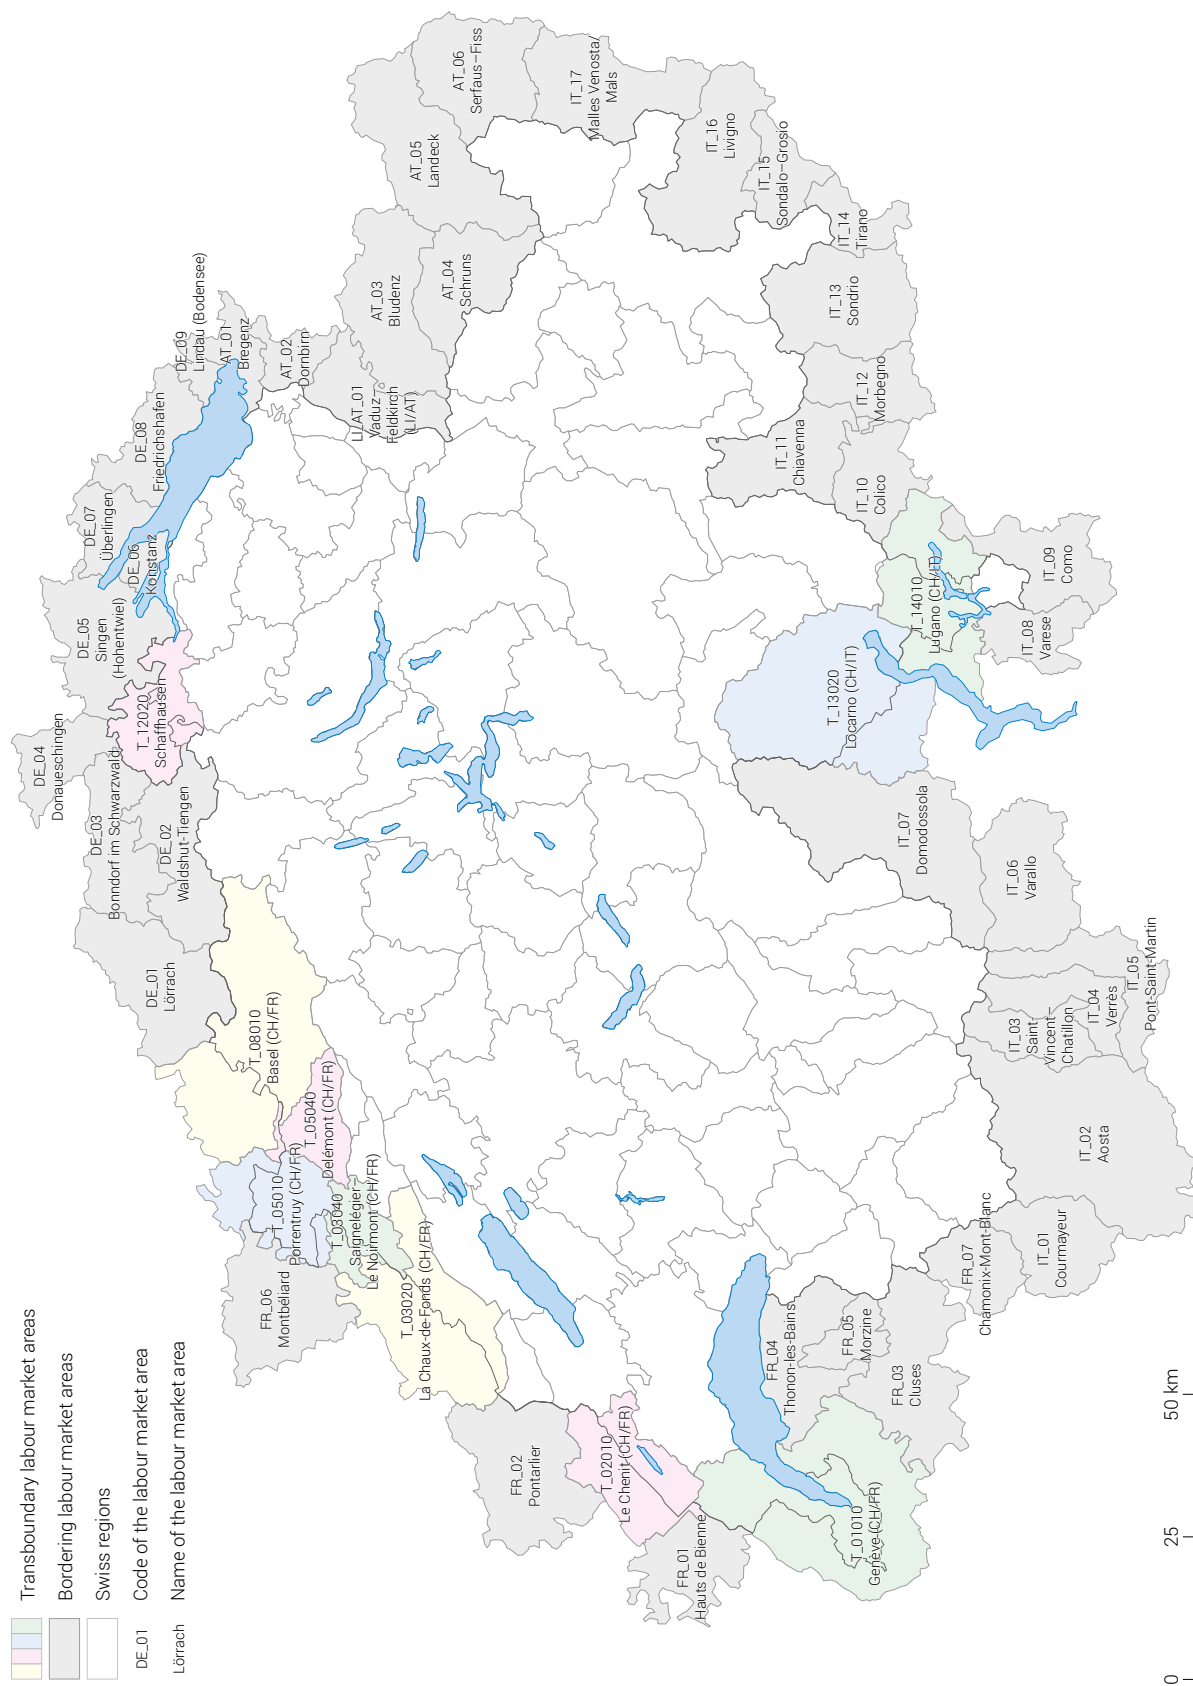 Transboundary labour market areas
Bordering labour market areas
Swiss regions
DE_01
Code of the labour market area
Lörrach
Name of the labour market area
FR_01
Hauts de Bienne
T_01010
Genève (CH/FR)
T_02010
Le Chenit (CH/FR)
FR_02
Pontarlier
FR_03
Cluses
FR_04
Thonon-les-Bains
FR_05
Morzine
FR_06
Montbéliard
FR_07
Chamonix-Mont-Blanc
T_03020
La Chaux-de-Fonds (CH/FR)
T_03040
Saignelégier–
Le Noirmont (CH/FR)
T_05010
Porrentruy (CH/FR)
T_05040
Delémont (CH/FR)
T_08010
Basel (CH/FR)
DE_01
Lörrach
DE_02
Waldshut-Tiengen
DE_03
Bonndorf im Schwarzwald
DE_04
Donaueschingen
T_12020
Schaffhausen
DE_05
Singen
(Hohentwiel)
DE_06
Konstanz
DE_07
Überlingen
DE_08
Friedrichshafen
DE_09
Lindau (Bodensee)
AT_01
Bregenz
AT_02
Dornbirn
LI/AT_01
Vaduz–
Feldkirch
(LI/AT)
AT_03
Bludenz
AT_04
Schruns
AT_05
Landeck
AT_06
Serfaus–Fiss
IT_17
Malles Venosta/
Mals
IT_16
Livigno
IT_15
Sondalo–Grosio
IT_14
Tirano
IT_13
Sondrio
IT_12
Morbegno
IT_11
Chiavenna
IT_10
Colico
IT_09
Como
IT_08
Varese
T_14010
Lugano (CH/IT)
T_13020
Locarno (CH/IT)
IT_07
Domodossola
IT_06
Varallo
IT_05
Pont-Saint-Martin
IT_04
Verrès
IT_03
Saint-
Vincent–
Chatillon
IT_02
Aosta
IT_01
Courmayeur
0
25
50 km